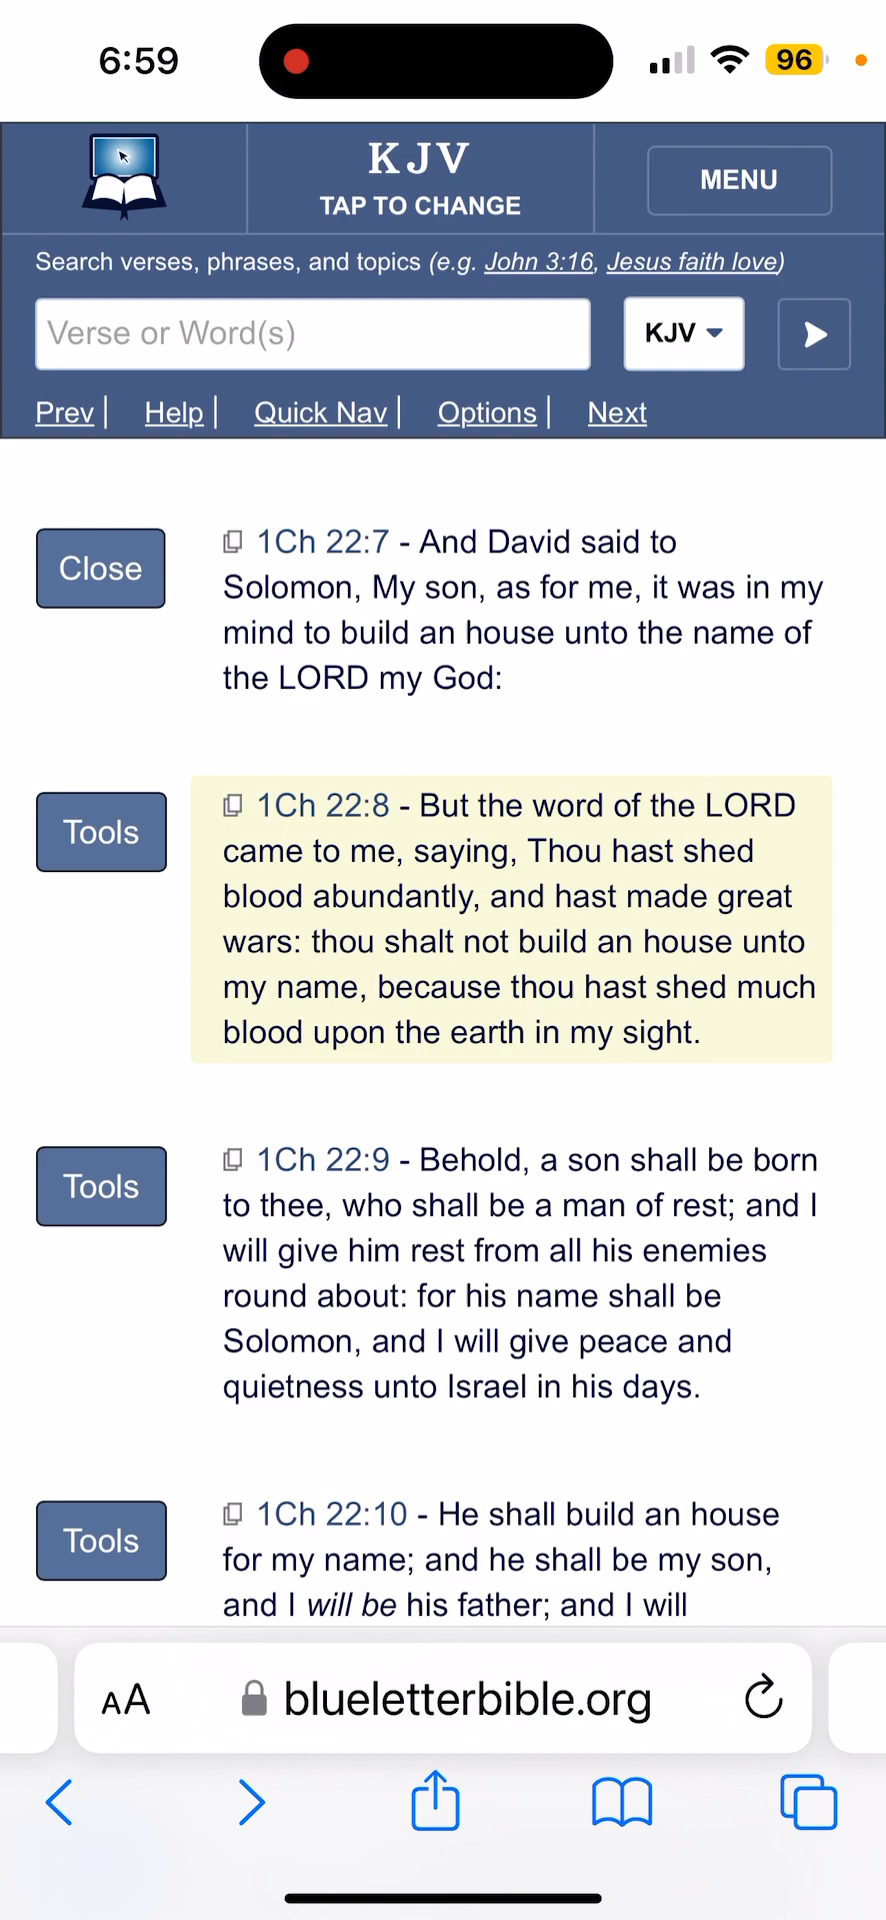 6:59
96
KJV
TAP TO CHANGE
MENU
Search verses, phrases, and topics (e.g. John 3:16, Jesus faith love)
Verse or Word(s)
KJV
Prev | Help | Quick Nav | Options | Next
Close
1Ch 22:7 - And David said to
Solomon, My son, as for me, it was in my
mind to build an house unto the name of
the LORD my God:
Tools
1Ch 22:8 - But the word of the LORD
came to me, saying, Thou hast shed
blood abundantly, and hast made great
wars: thou shalt not build an house unto
my name, because thou hast shed much
blood upon the earth in my sight.
Tools
1Ch 22:9 - Behold, a son shall be born
to thee, who shall be a man of rest; and I
will give him rest from all his enemies
round about: for his name shall be
Solomon, and I will give peace and
quietness unto Israel in his days.
Tools
1Ch 22:10 - He shall build an house
for my name; and he shall be my son,
and I will be his father; and I will
AA
blueletterbible.org